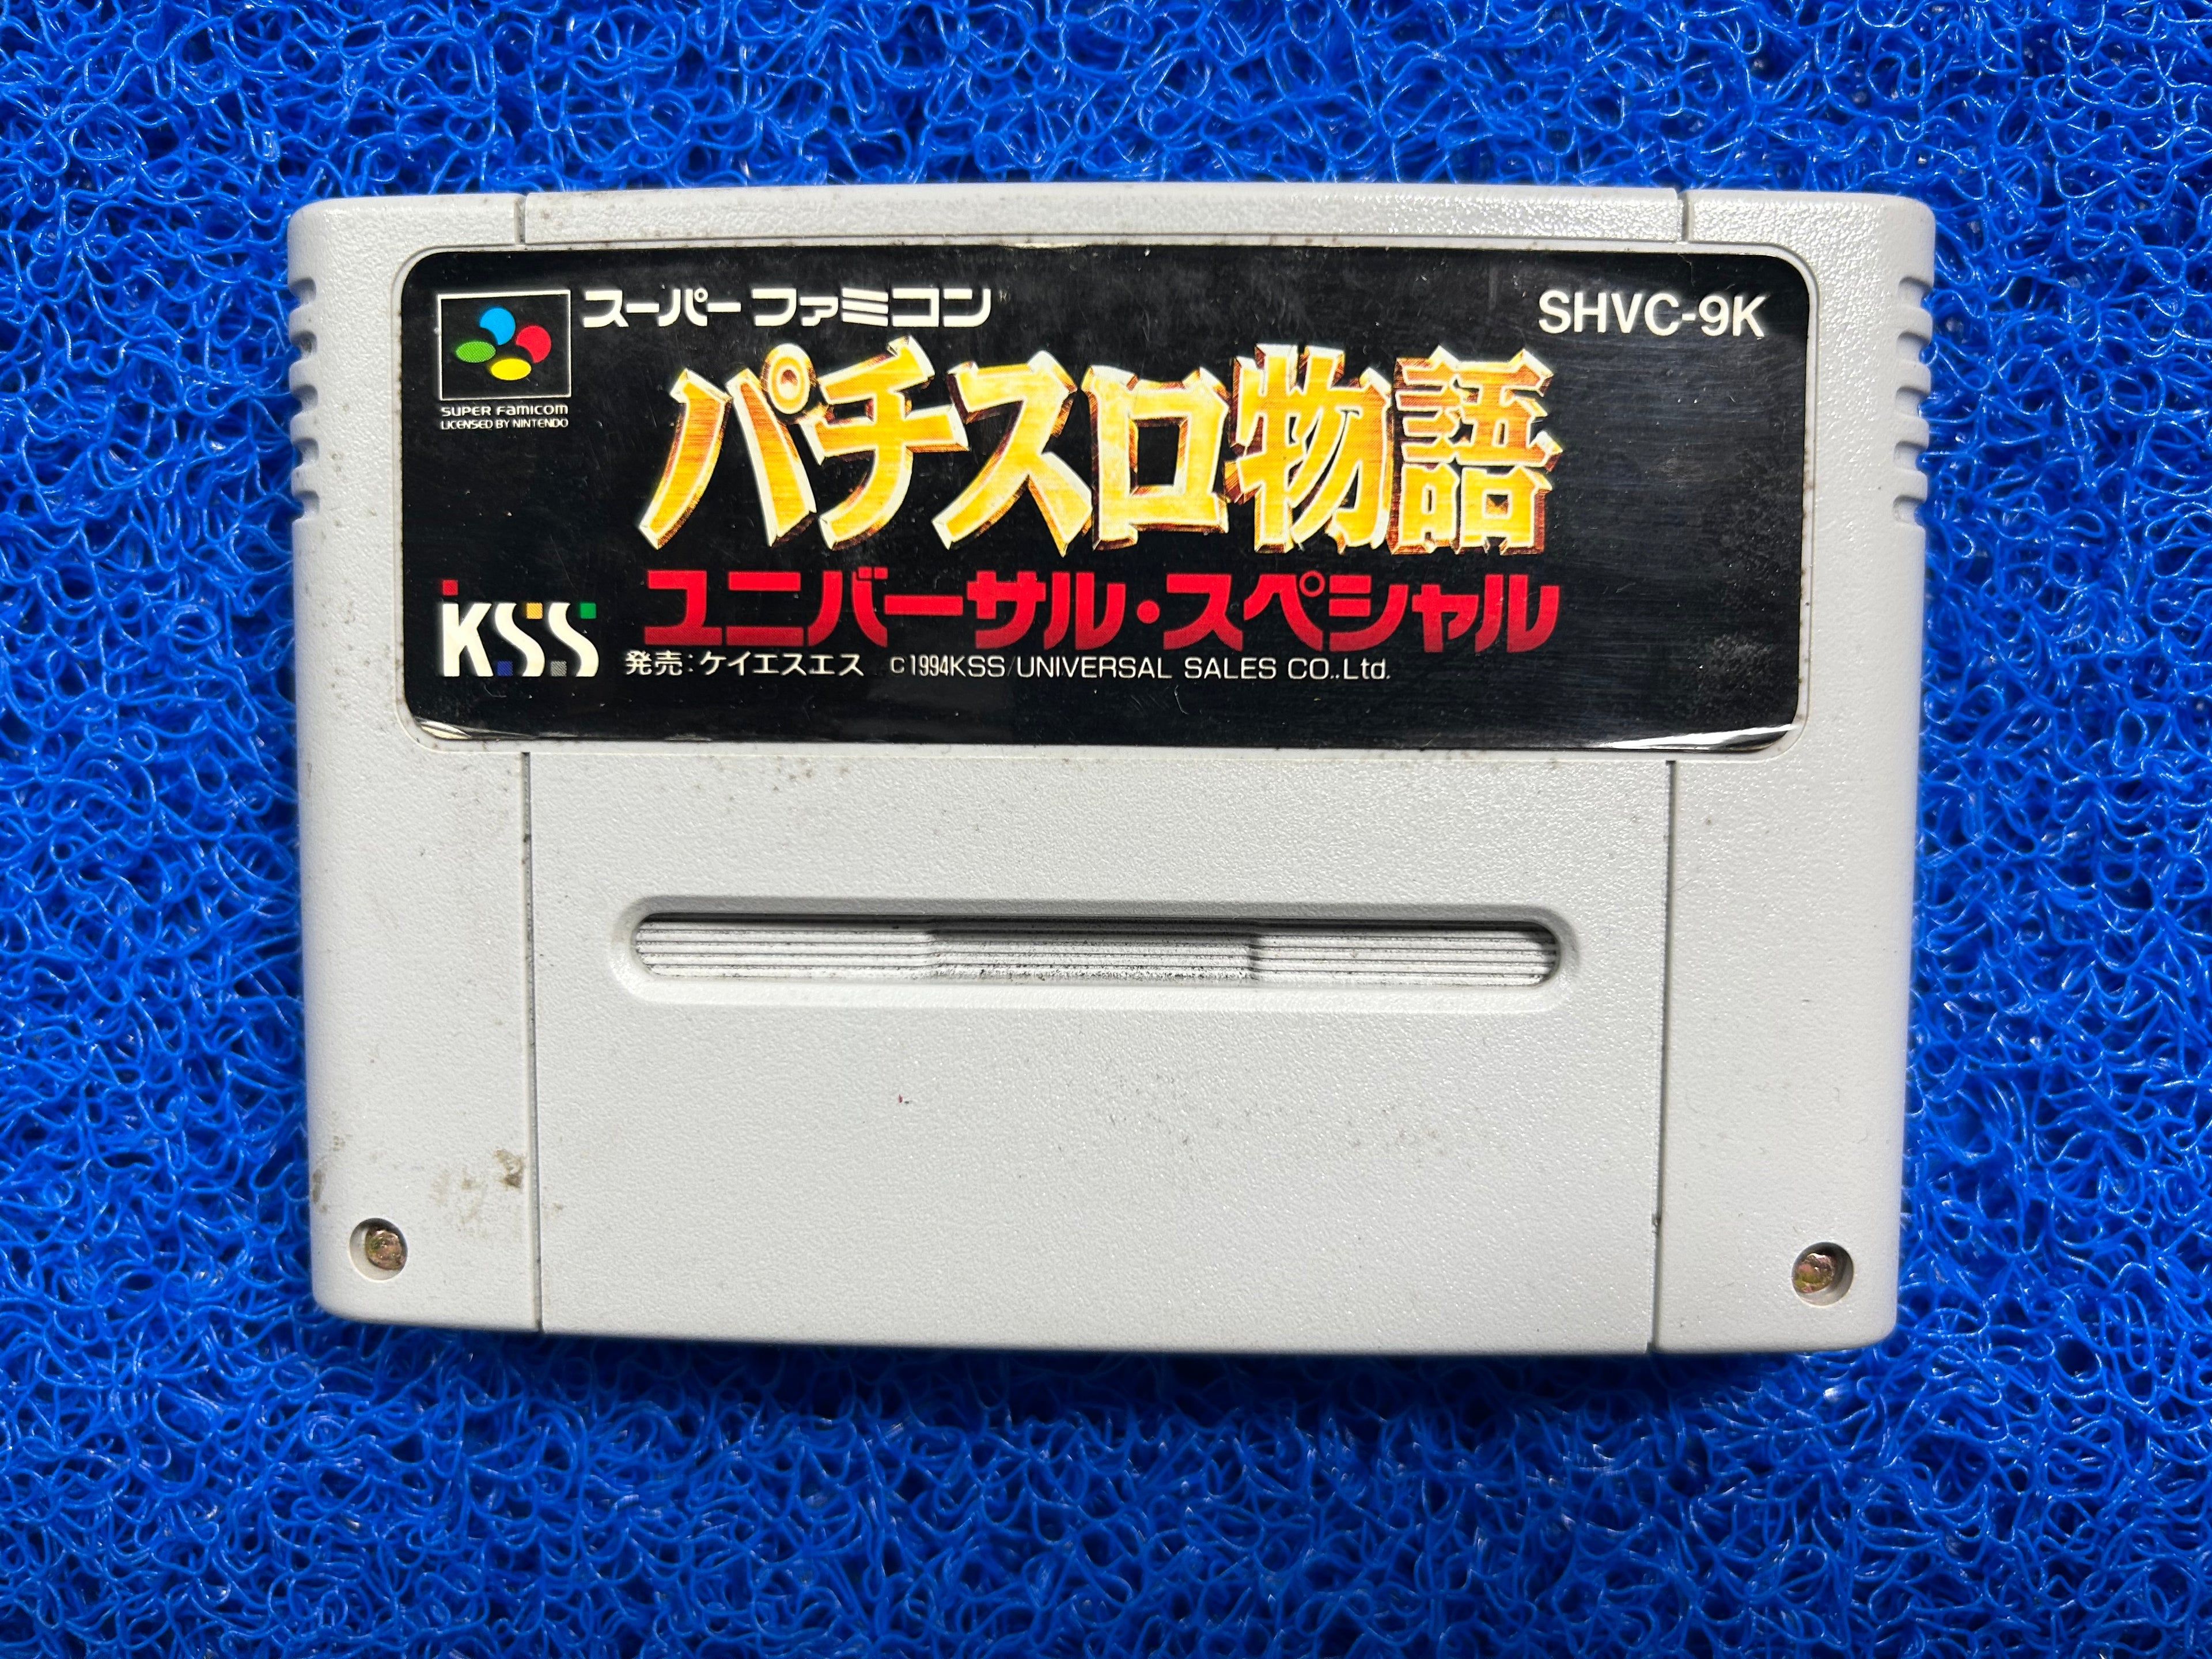 スーパーファミコン
SHVC-9K
SUPER FAMICOM
LICENSED BY NINTENDO
パチスロ物語
ユニバーサル・スペシャル
KSS
発売:ケイエスエス ©1994KSS/UNIVERSAL SALES CO.,Ltd.